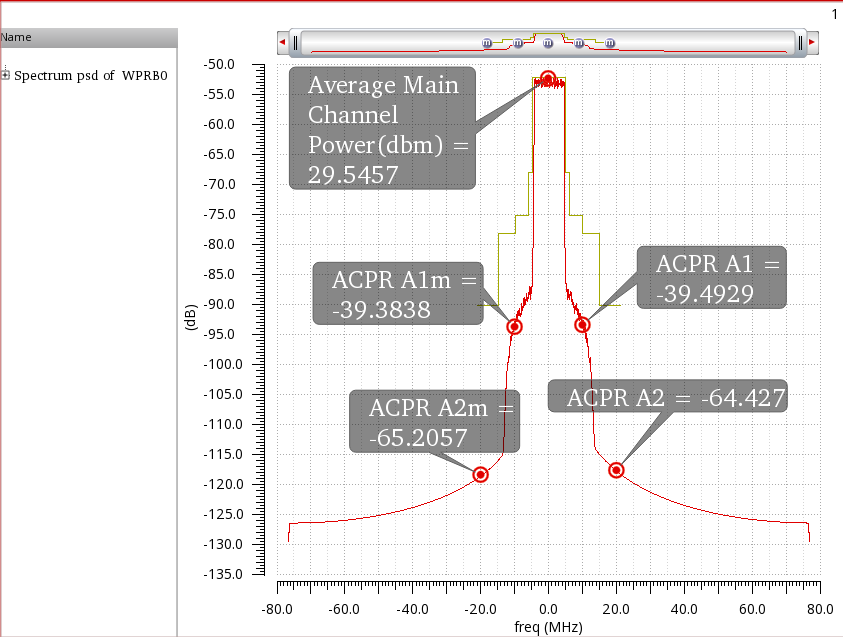 1
Name
Spectrum psd of WPRB0
m m m m m
-50.0
-55.0
-60.0
-65.0
-70.0
-75.0
-80.0
-85.0
-90.0
-95.0
-100.0
-105.0
-110.0
-115.0
-120.0
-125.0
-130.0
-135.0
(dB)
Average Main
Channel
Power(dbm) =
29.5457
ACPR A1m =
-39.3838
ACPR A1 =
-39.4929
ACPR A2m =
-65.2057
ACPR A2 = -64.427
-80.0 -60.0 -40.0 -20.0 0.0 20.0 40.0 60.0 80.0
freq (MHz)